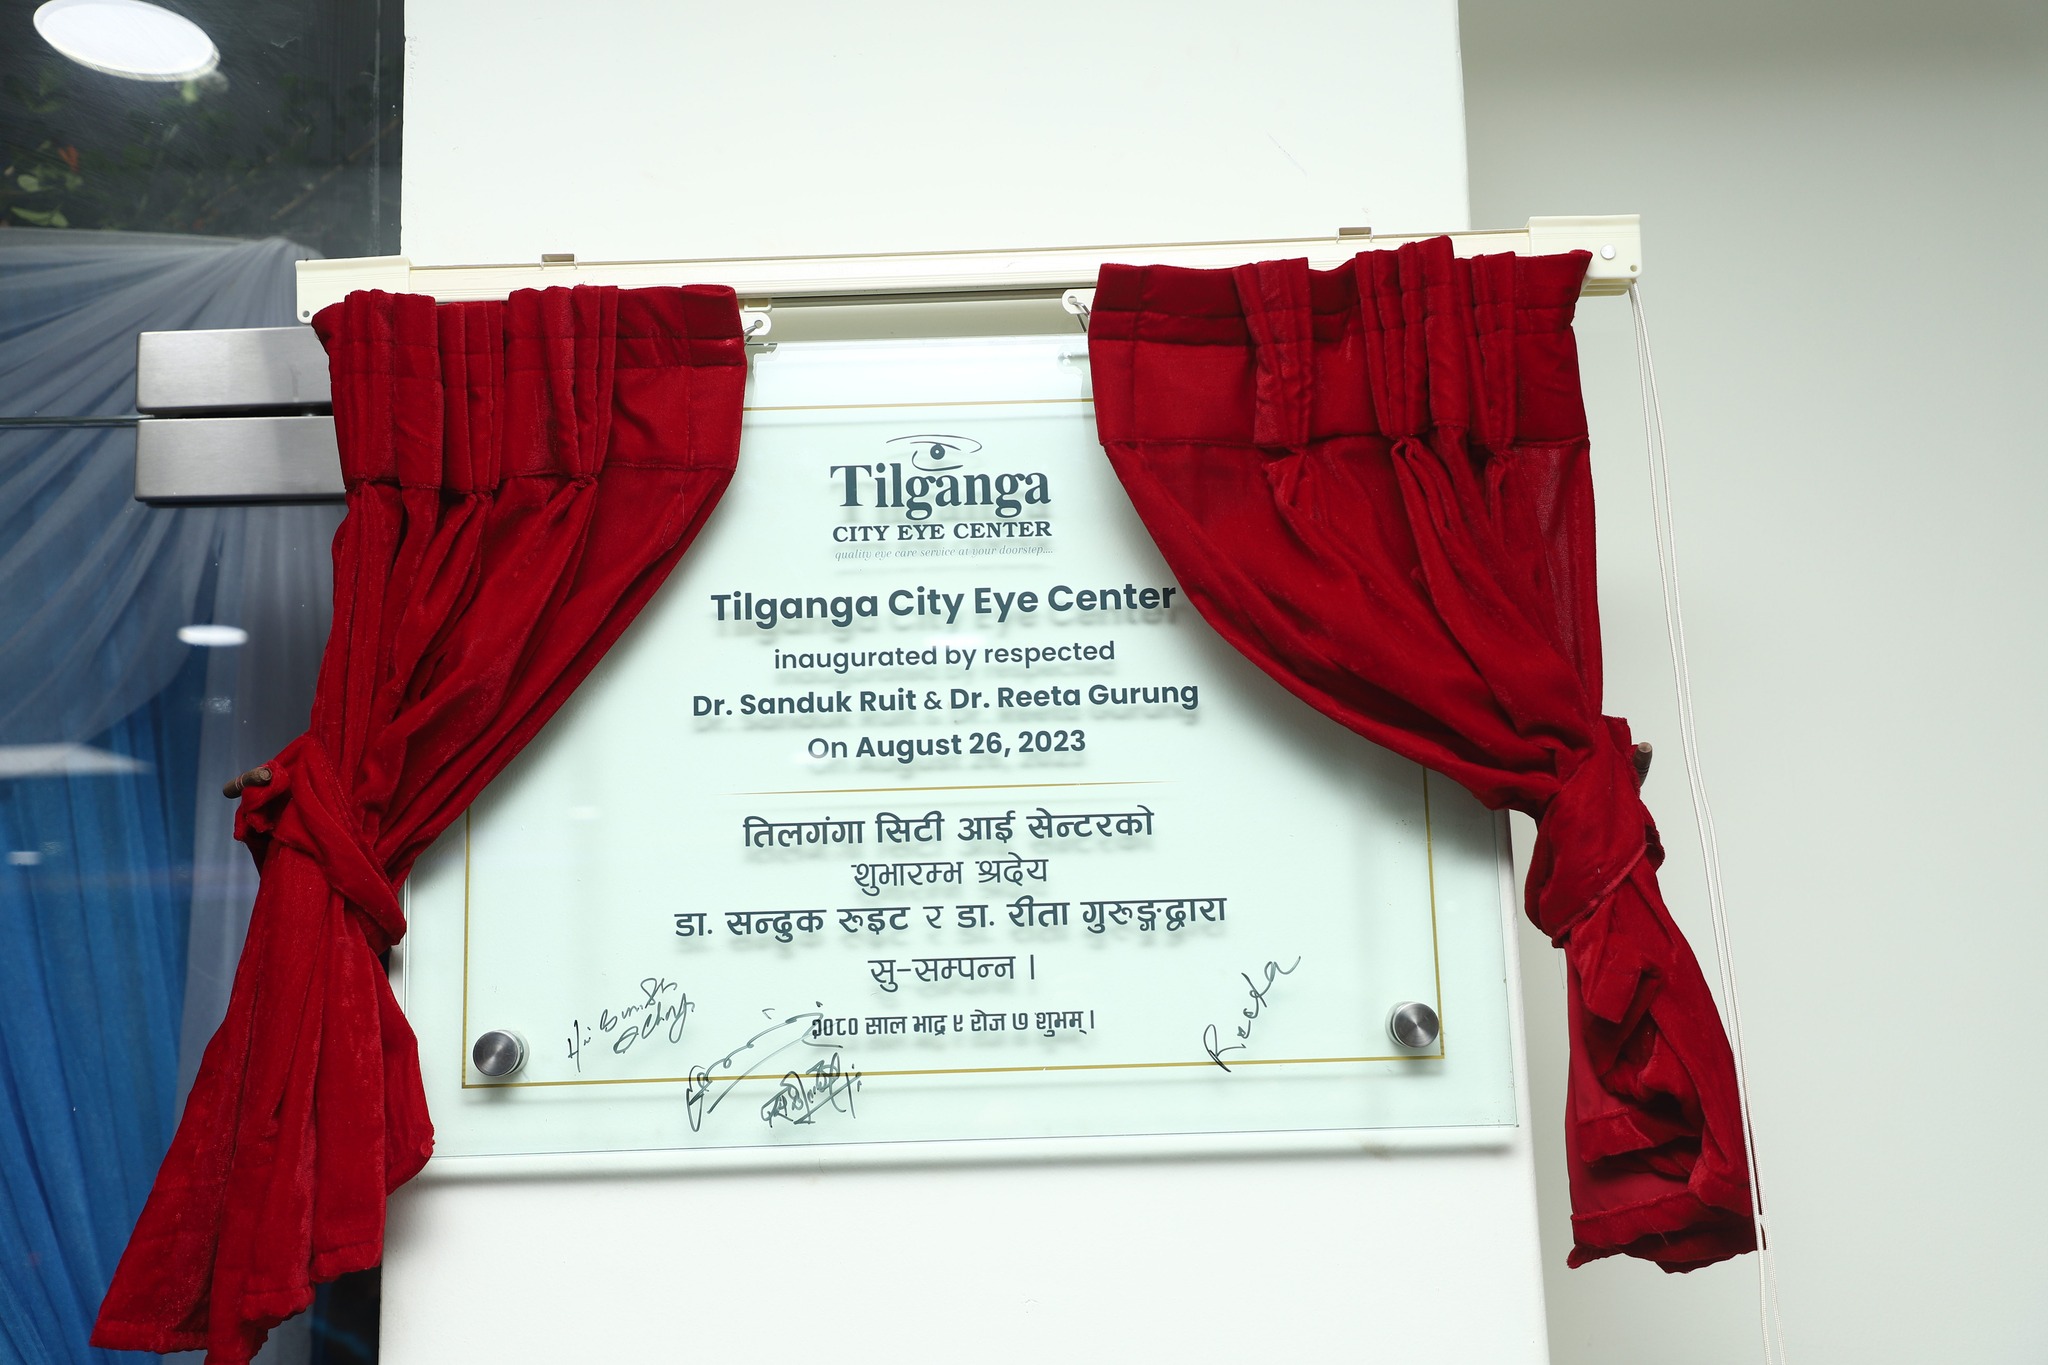 Tilganga
CITY EYE CENTER
quality eye care service at your doorstep....
Tilganga City Eye Center
inaugurated by respected
Dr. Sanduk Ruit & Dr. Reeta Gurung
On August 26, 2023
तिलगंगा सिटी आई सेन्टरको
शुभारम्भ श्रदेय
डा. सन्दुक रुइट र डा. रीता गुरुङ्गद्वारा
सु-सम्पन्न ।
२०८० साल भाद्र ९ रोज ७ शुभम् ।
Reeta